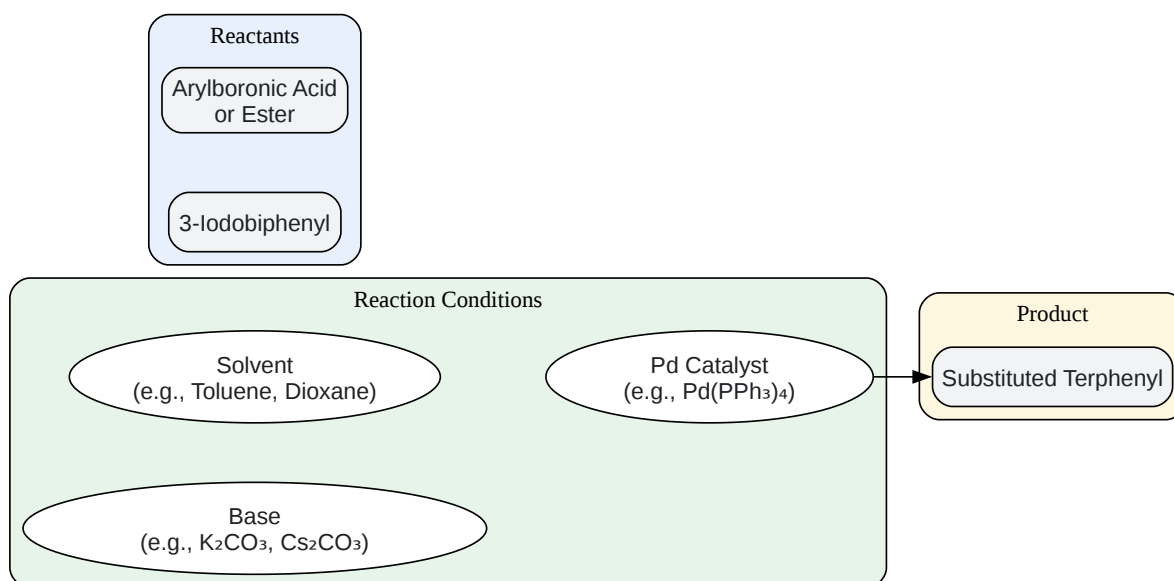 Reactants
Arylboronic Acid
or Ester
3-Iodobiphenyl
Reaction Conditions
Solvent
(e.g., Toluene, Dioxane)
Pd Catalyst
(e.g., Pd(PPh₃)₄)
Base
(e.g., K₂CO₃, Cs₂CO₃)
Product
Substituted Terphenyl